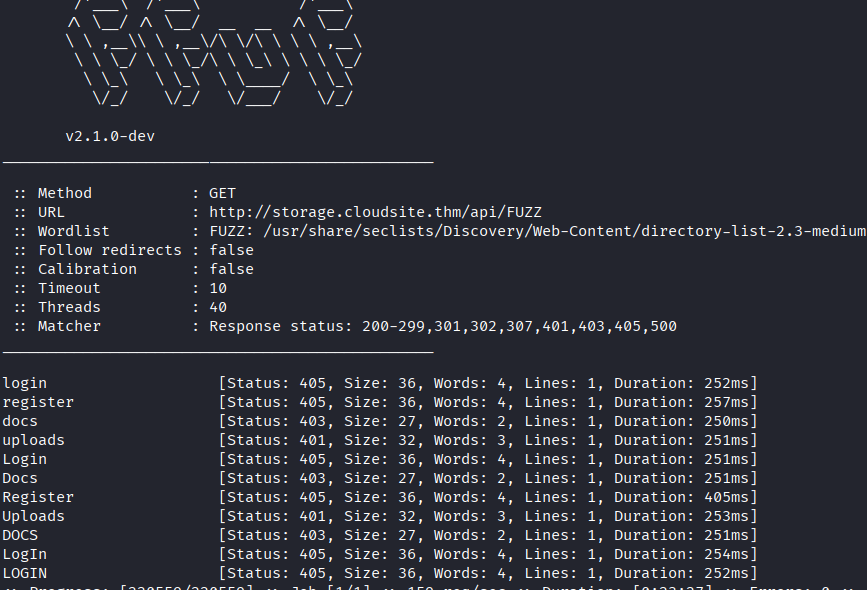 v2.1.0-dev
:: Method : GET
:: URL : http://storage.cloudsite.thm/api/FUZZ
:: Wordlist : FUZZ: /usr/share/seclists/Discovery/Web-Content/directory-list-2.3-medium
:: Follow redirects : false
:: Calibration : false
:: Timeout : 10
:: Threads : 40
:: Matcher : Response status: 200-299,301,302,307,401,403,405,500
login [Status: 405, Size: 36, Words: 4, Lines: 1, Duration: 252ms]
register [Status: 405, Size: 36, Words: 4, Lines: 1, Duration: 257ms]
docs [Status: 403, Size: 27, Words: 2, Lines: 1, Duration: 250ms]
uploads [Status: 401, Size: 32, Words: 3, Lines: 1, Duration: 251ms]
Login [Status: 405, Size: 36, Words: 4, Lines: 1, Duration: 251ms]
Docs [Status: 403, Size: 27, Words: 2, Lines: 1, Duration: 251ms]
Register [Status: 405, Size: 36, Words: 4, Lines: 1, Duration: 405ms]
Uploads [Status: 401, Size: 32, Words: 3, Lines: 1, Duration: 253ms]
DOCS [Status: 403, Size: 27, Words: 2, Lines: 1, Duration: 251ms]
LogIn [Status: 405, Size: 36, Words: 4, Lines: 1, Duration: 254ms]
LOGIN [Status: 405, Size: 36, Words: 4, Lines: 1, Duration: 252ms]